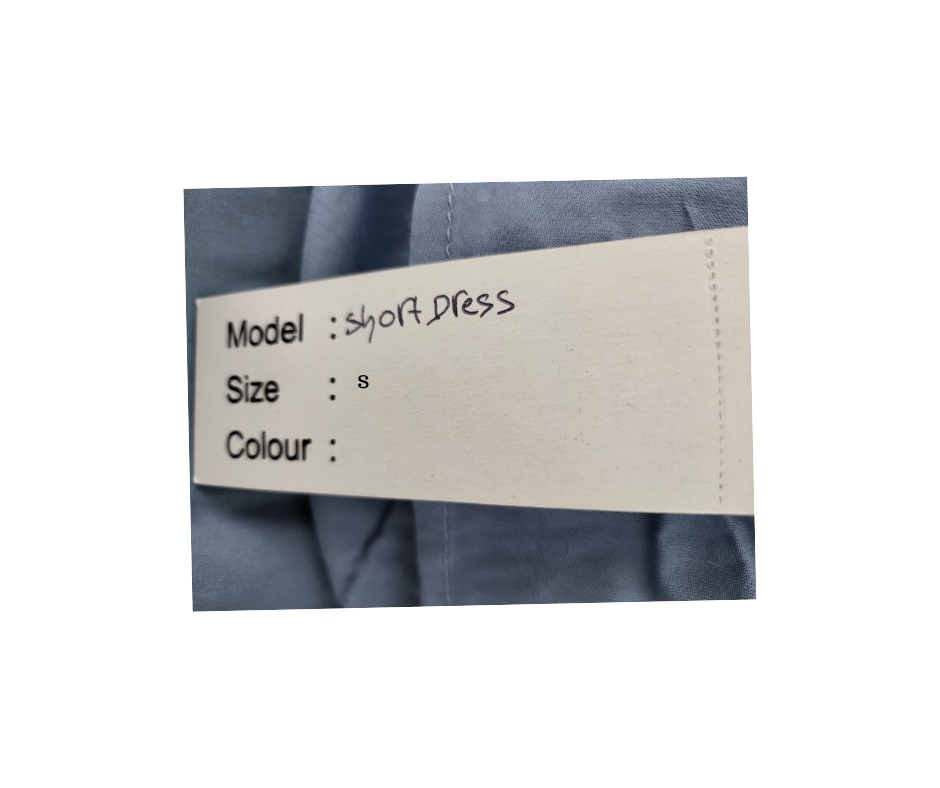 Model : short Dress
Size : s
Colour :